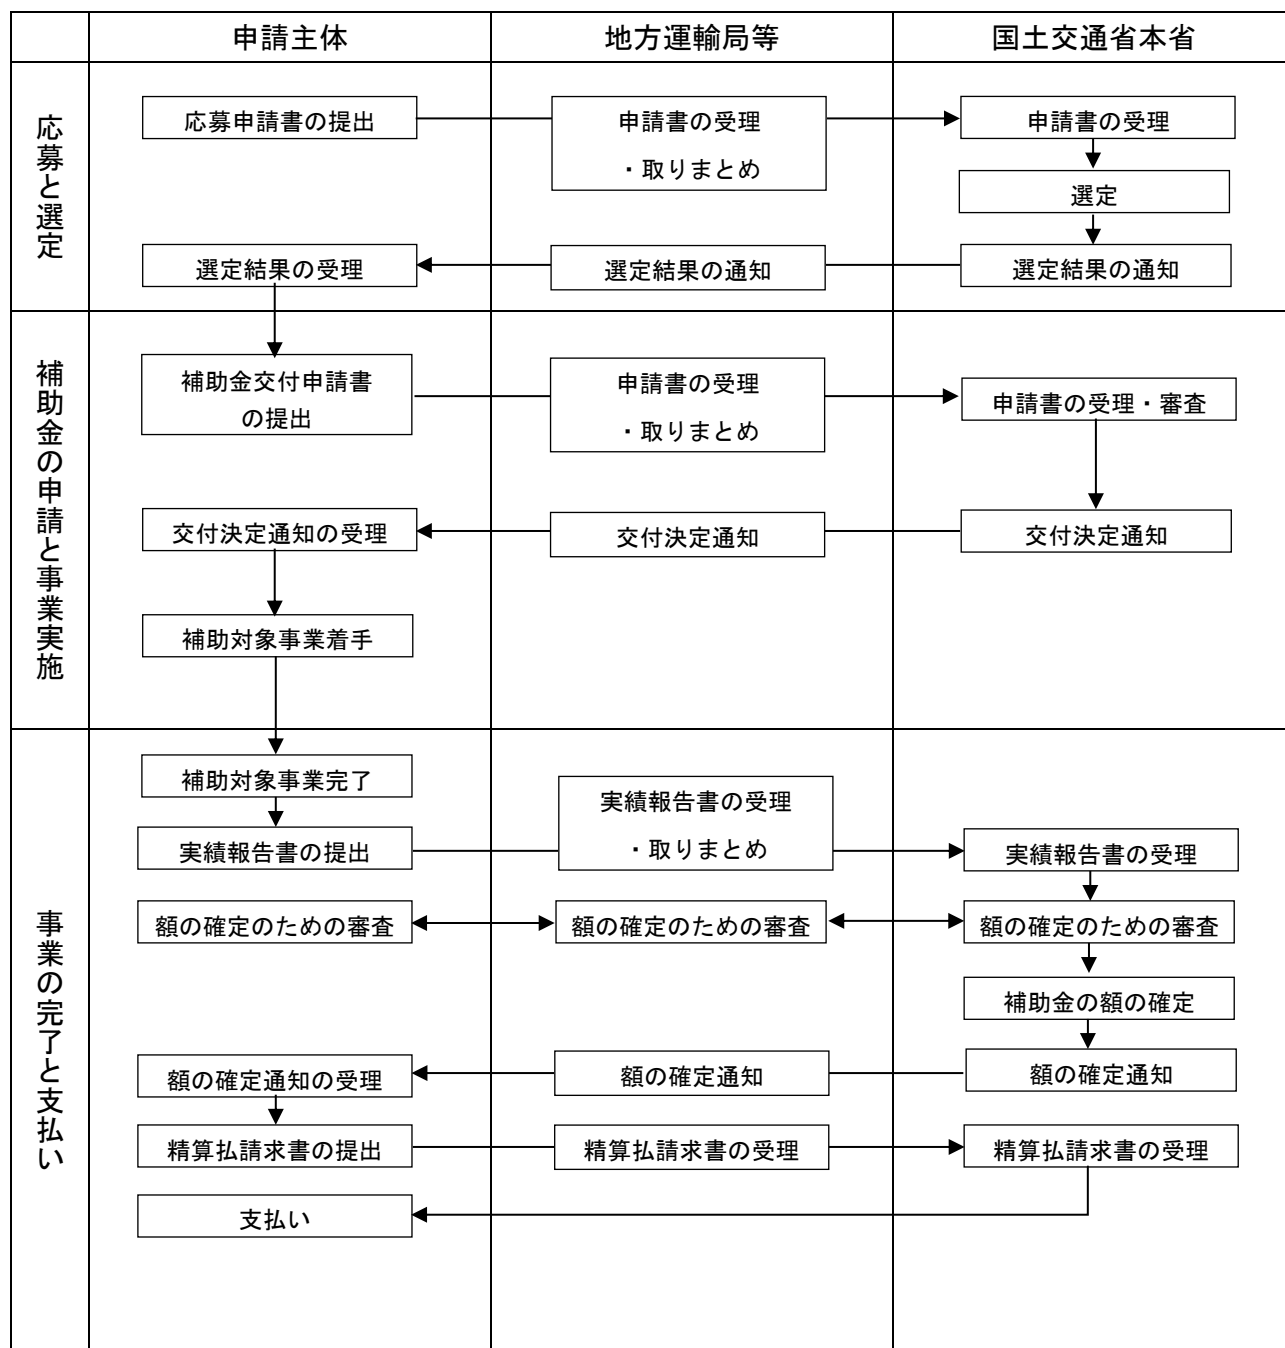 申請主体
地方運輸局等
国土交通省本省
応募と選定
応募申請書の提出
申請書の受理
・取りまとめ
申請書の受理
選定
選定結果の受理
選定結果の通知
選定結果の通知
補助金の申請と事業実施
補助金交付申請書
の提出
申請書の受理
・取りまとめ
申請書の受理・審査
交付決定通知の受理
交付決定通知
交付決定通知
補助対象事業着手
事業の完了と支払い
補助対象事業完了
実績報告書の提出
実績報告書の受理
・取りまとめ
実績報告書の受理
額の確定のための審査
額の確定のための審査
額の確定のための審査
補助金の額の確定
額の確定通知の受理
額の確定通知
額の確定通知
精算払請求書の提出
精算払請求書の受理
精算払請求書の受理
支払い